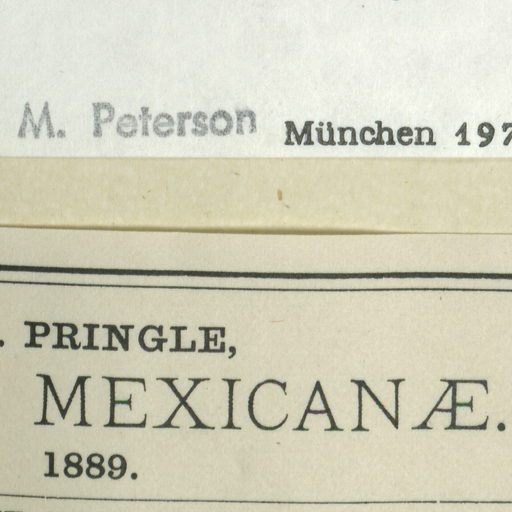 M. Peterson München 197
. PRINGLE,
MEXICANÆ.
1889.